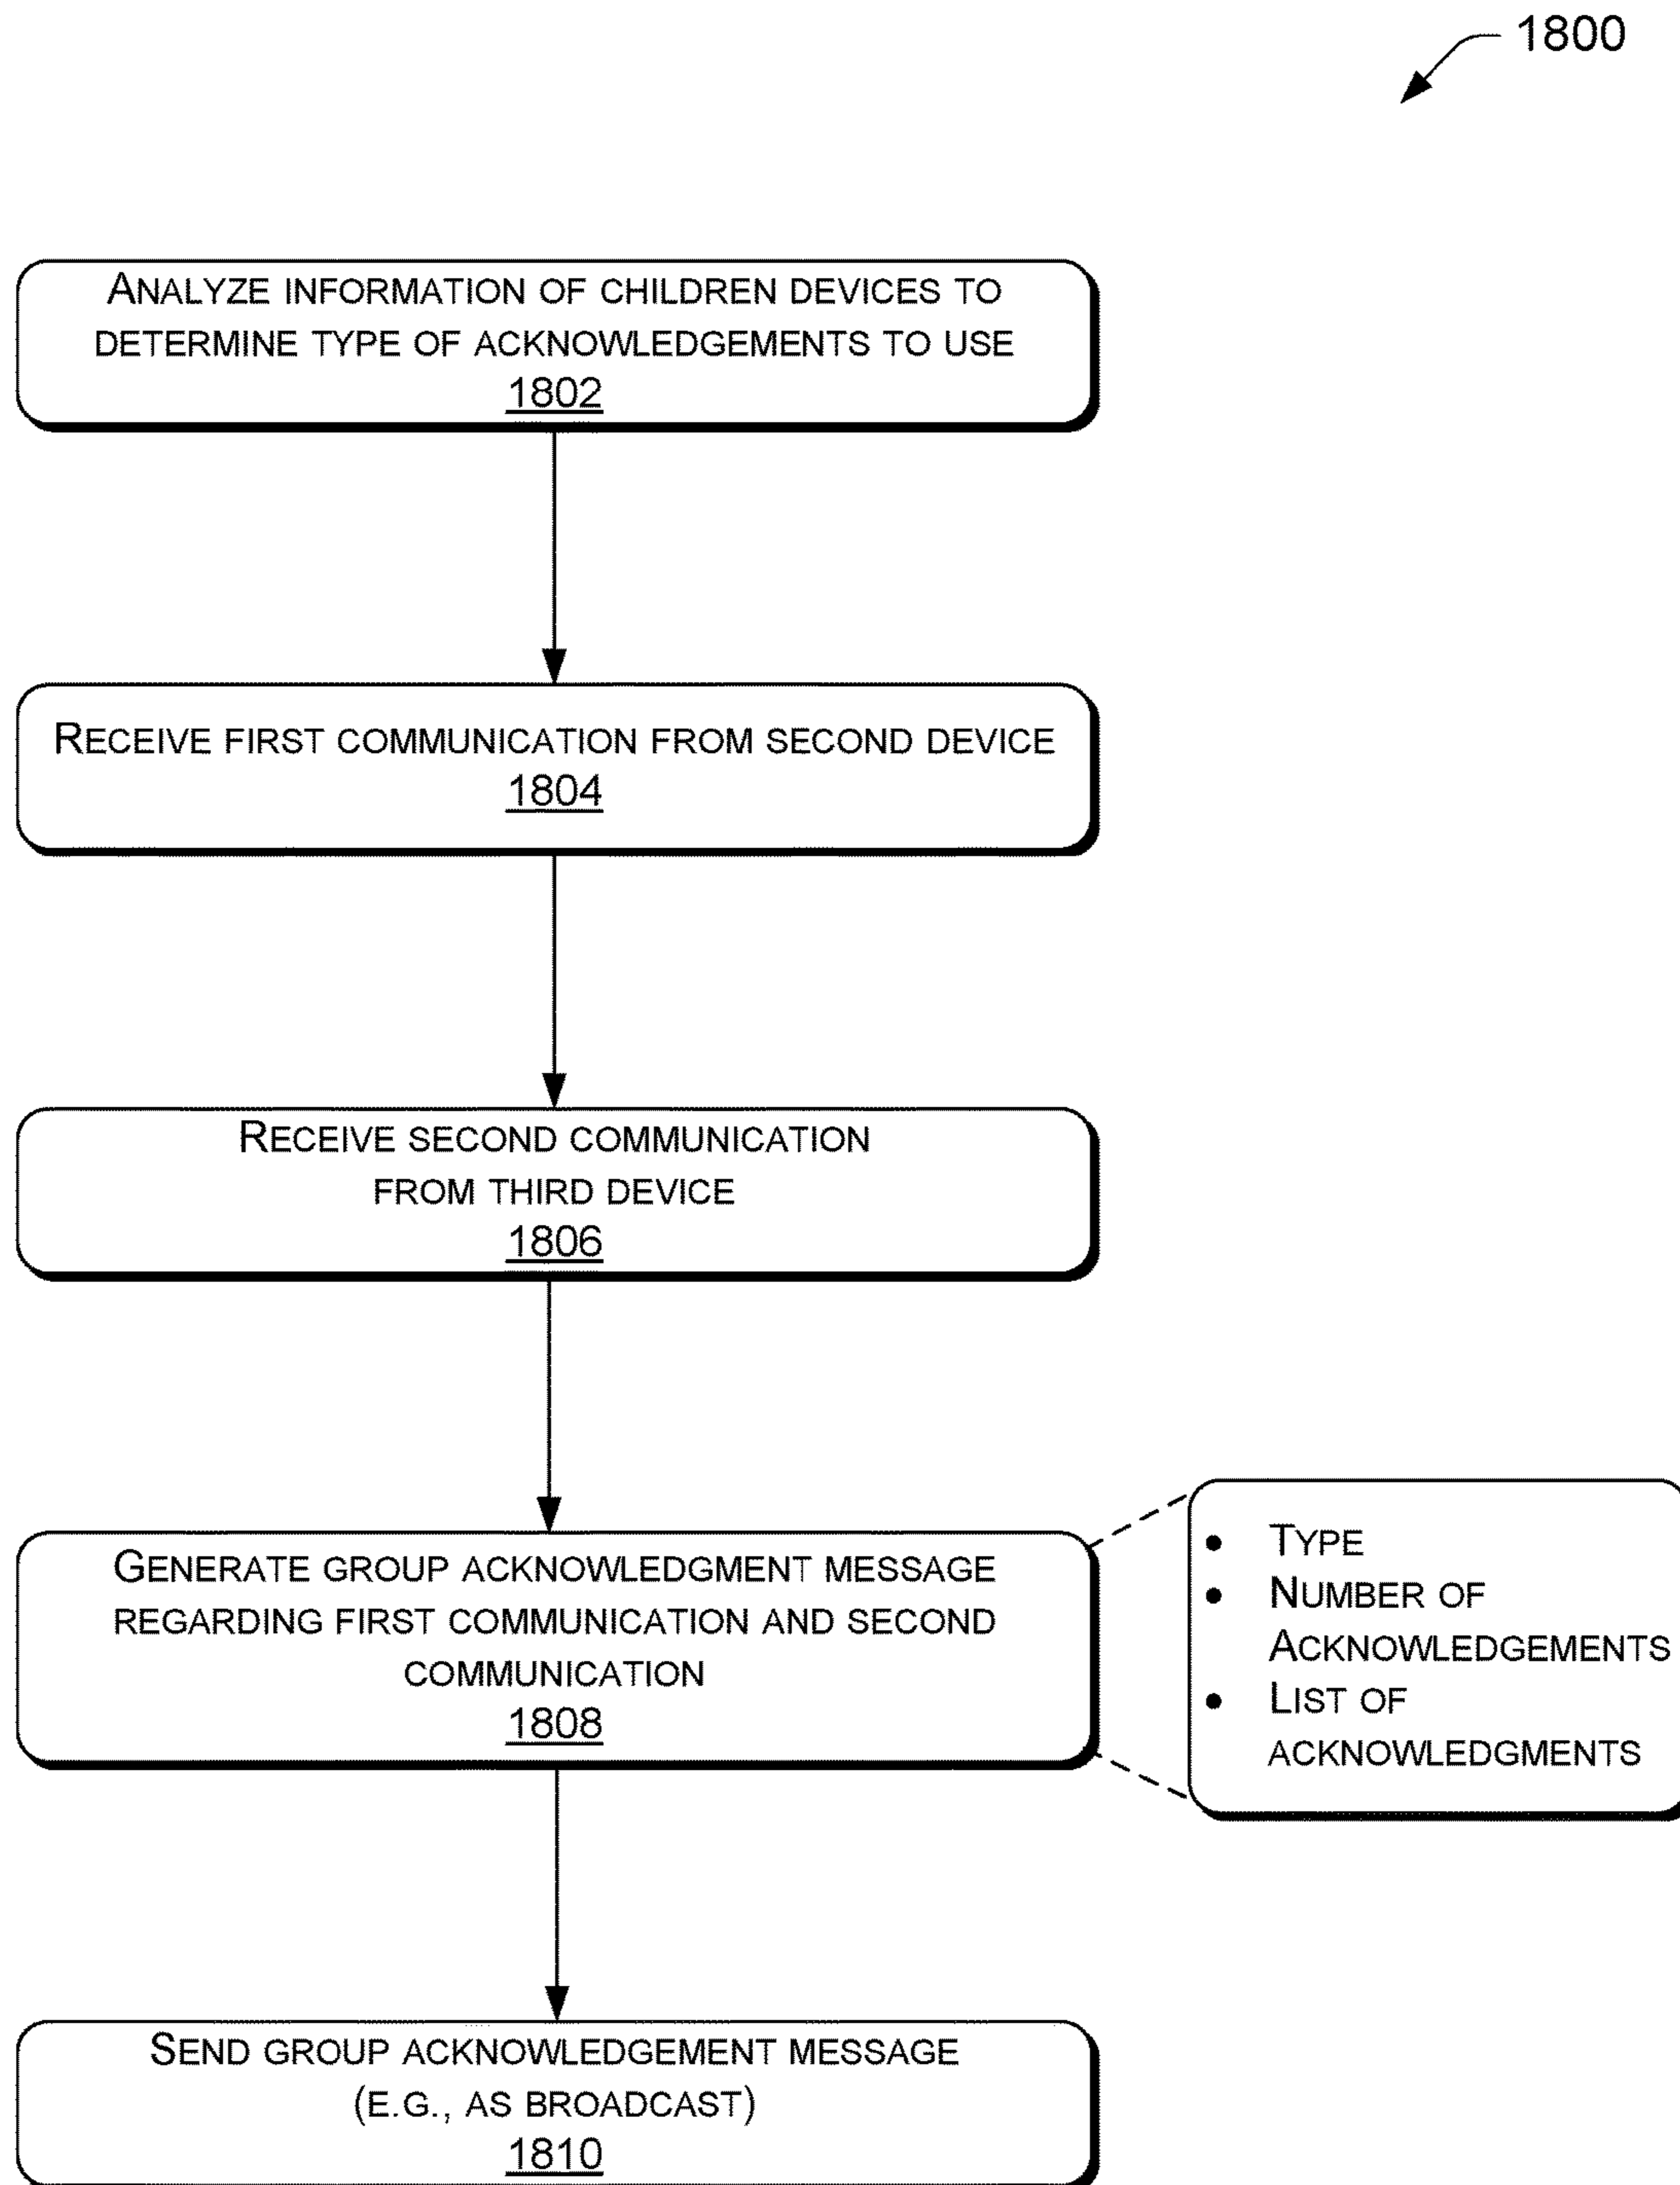 1800
ANALYZE INFORMATION OF CHILDREN DEVICES TO
DETERMINE TYPE OF ACKNOWLEDGEMENTS TO USE
1802
RECEIVE FIRST COMMUNICATION FROM SECOND DEVICE
1804
RECEIVE SECOND COMMUNICATION
FROM THIRD DEVICE
1806
GENERATE GROUP ACKNOWLEDGMENT MESSAGE
REGARDING FIRST COMMUNICATION AND SECOND
COMMUNICATION
1808
• TYPE
• NUMBER OF
ACKNOWLEDGEMENTS
• LIST OF
ACKNOWLEDGMENTS
SEND GROUP ACKNOWLEDGEMENT MESSAGE
(E.G., AS BROADCAST)
1810